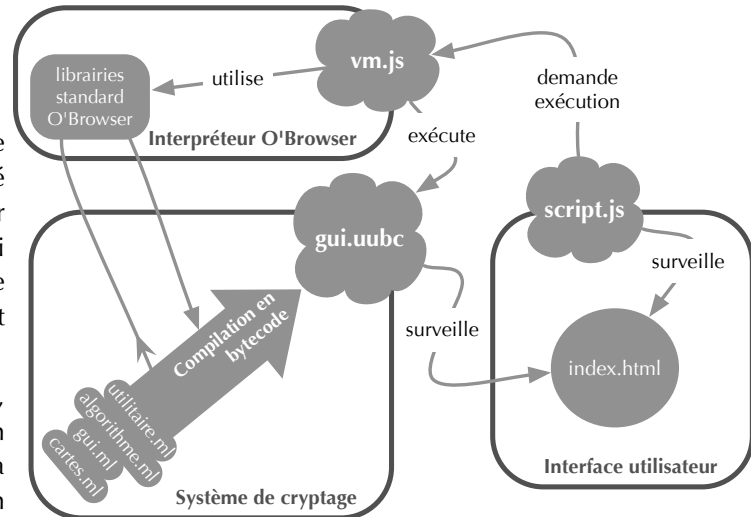 vm.js
librairies
standard
O'Browser
utilise
demande
exécution
Interpréteur O'Browser
exécute
script.js
gui.uubc
surveille
Compilation en
bytecode
surveille
index.html
utilitaire.ml
algorithme.ml
gui.ml
cartes.ml
Système de cryptage
Interface utilisateur